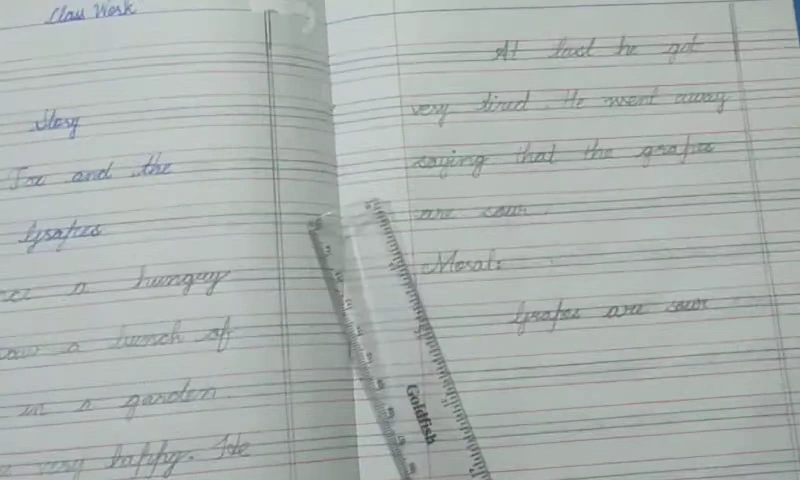 Class Work
Story
Fox and the
Grapes
a hungry
saw a bunch of
in a garden
very happy. He
At last he got
very tired. He went away
saying that the grapes
are sour.
Moral:
Grapes are sour
Goldfish